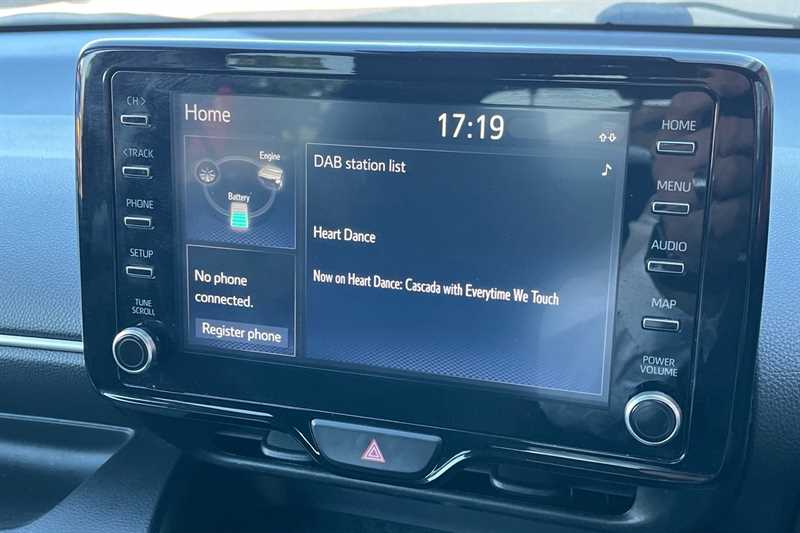 CH >
< TRACK
PHONE
SETUP
TUNE
SCROLL
Home
17:19
Engine
Battery
No phone
connected.
Register phone
DAB station list
Heart Dance
Now on Heart Dance: Cascada with Everytime We Touch
HOME
MENU
AUDIO
MAP
POWER
VOLUME